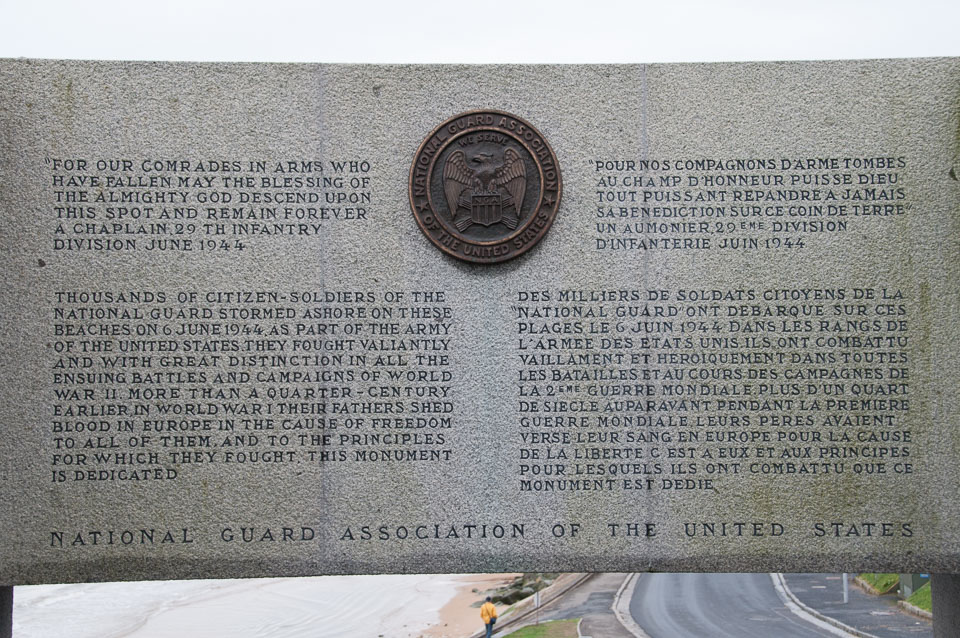 NATIONAL GUARD ASSOCIATION
WE SERVE
OF THE UNITED STATES
"FOR OUR COMRADES IN ARMS WHO
HAVE FALLEN MAY THE BLESSING OF
THE ALMIGHTY GOD DESCEND UPON
THIS SPOT AND REMAIN FOREVER
A CHAPLAIN, 29 TH INFANTRY
DIVISION JUNE 1944
"POUR NOS COMPAGNONS D'ARME TOMBES
AU CHAMP D'HONNEUR PUISSE DIEU
TOUT PUISSANT REPANDRE A JAMAIS
SA BENEDICTION SUR CE COIN DE TERRE"
UN AUMONIER, 29 EME DIVISION
D'INFANTERIE JUIN 1944
THOUSANDS OF CITIZEN-SOLDIERS OF THE
NATIONAL GUARD STORMED ASHORE ON THESE
BEACHES ON 6 JUNE 1944, AS PART OF THE ARMY
OF THE UNITED STATES THEY FOUGHT VALIANTLY
AND WITH GREAT DISTINCTION IN ALL THE
ENSUING BATTLES AND CAMPAIGNS OF WORLD
WAR II. MORE THAN A QUARTER-CENTURY
EARLIER IN WORLD WAR I THEIR FATHERS SHED
BLOOD IN EUROPE IN THE CAUSE OF FREEDOM
TO ALL OF THEM, AND TO THE PRINCIPLES
FOR WHICH THEY FOUGHT, THIS MONUMENT
IS DEDICATED
DES MILLIERS DE SOLDATS CITOYENS DE LA
"NATIONAL GUARD" ONT DEBARQUE SUR CES
PLAGES LE 6 JUIN 1944 DANS LES RANGS DE
L'ARMEE DES ETATS UNIS. ILS ONT COMBATTU
VAILLAMENT ET HEROIQUEMENT DANS TOUTES
LES BATAILLES ET AU COURS DES CAMPAGNES DE
LA 2EME GUERRE MONDIALE. PLUS D'UN QUART
DE SIECLE AUPARAVANT PENDANT LA PREMIERE
GUERRE MONDIALE LEURS PERES AVAIENT
VERSE LEUR SANG EN EUROPE POUR LA CAUSE
DE LA LIBERTE C EST A EUX ET AUX PRINCIPES
POUR LESQUELS ILS ONT COMBATTU QUE CE
MONUMENT EST DEDIE
NATIONAL GUARD ASSOCIATION OF THE UNITED STATES